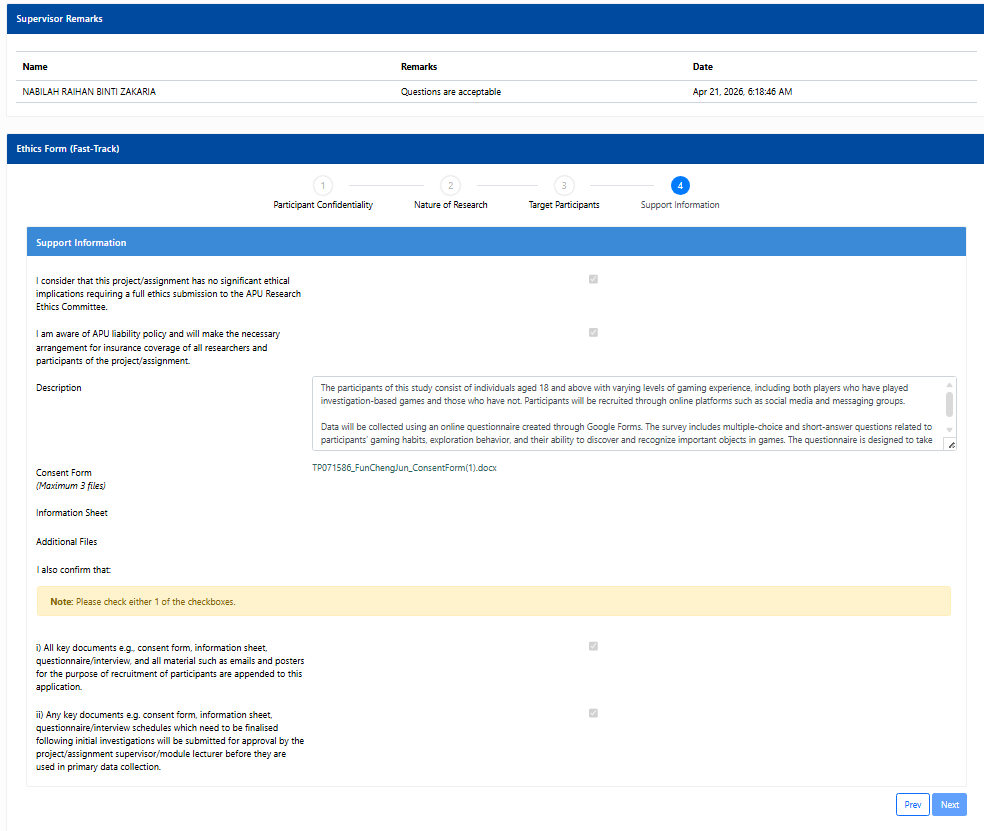 Supervisor Remarks
Name Remarks Date
NABILAH RAIHAN BINTI ZAKARIA Questions are acceptable Apr 21, 2026, 6:18:46 AM
Ethics Form (Fast-Track)
1 2 3 4
Participant Confidentiality Nature of Research Target Participants Support Information
Support Information
I consider that this project/assignment has no significant ethical
implications requiring a full ethics submission to the APU Research
Ethics Committee.
I am aware of APU liability policy and will make the necessary
arrangement for insurance coverage of all researchers and
participants of the project/assignment.
Description
The participants of this study consist of individuals aged 18 and above with varying levels of gaming experience, including both players who have played
investigation-based games and those who have not. Participants will be recruited through online platforms such as social media and messaging groups.
Data will be collected using an online questionnaire created through Google Forms. The survey includes multiple-choice and short-answer questions related to
participants' gaming habits, exploration behavior, and their ability to discover and recognize important objects in games. The questionnaire is designed to take
Consent Form TP071586_FunChengJun_ConsentForm(1).docx
(Maximum 3 files)
Information Sheet
Additional Files
I also confirm that:
Note: Please check either 1 of the checkboxes.
i) All key documents e.g., consent form, information sheet,
questionnaire/interview, and all material such as emails and posters
for the purpose of recruitment of participants are appended to this
application.
ii) Any key documents e.g. consent form, information sheet,
questionnaire/interview schedules which need to be finalised
following initial investigations will be submitted for approval by the
project/assignment supervisor/module lecturer before they are
used in primary data collection.
Prev Next